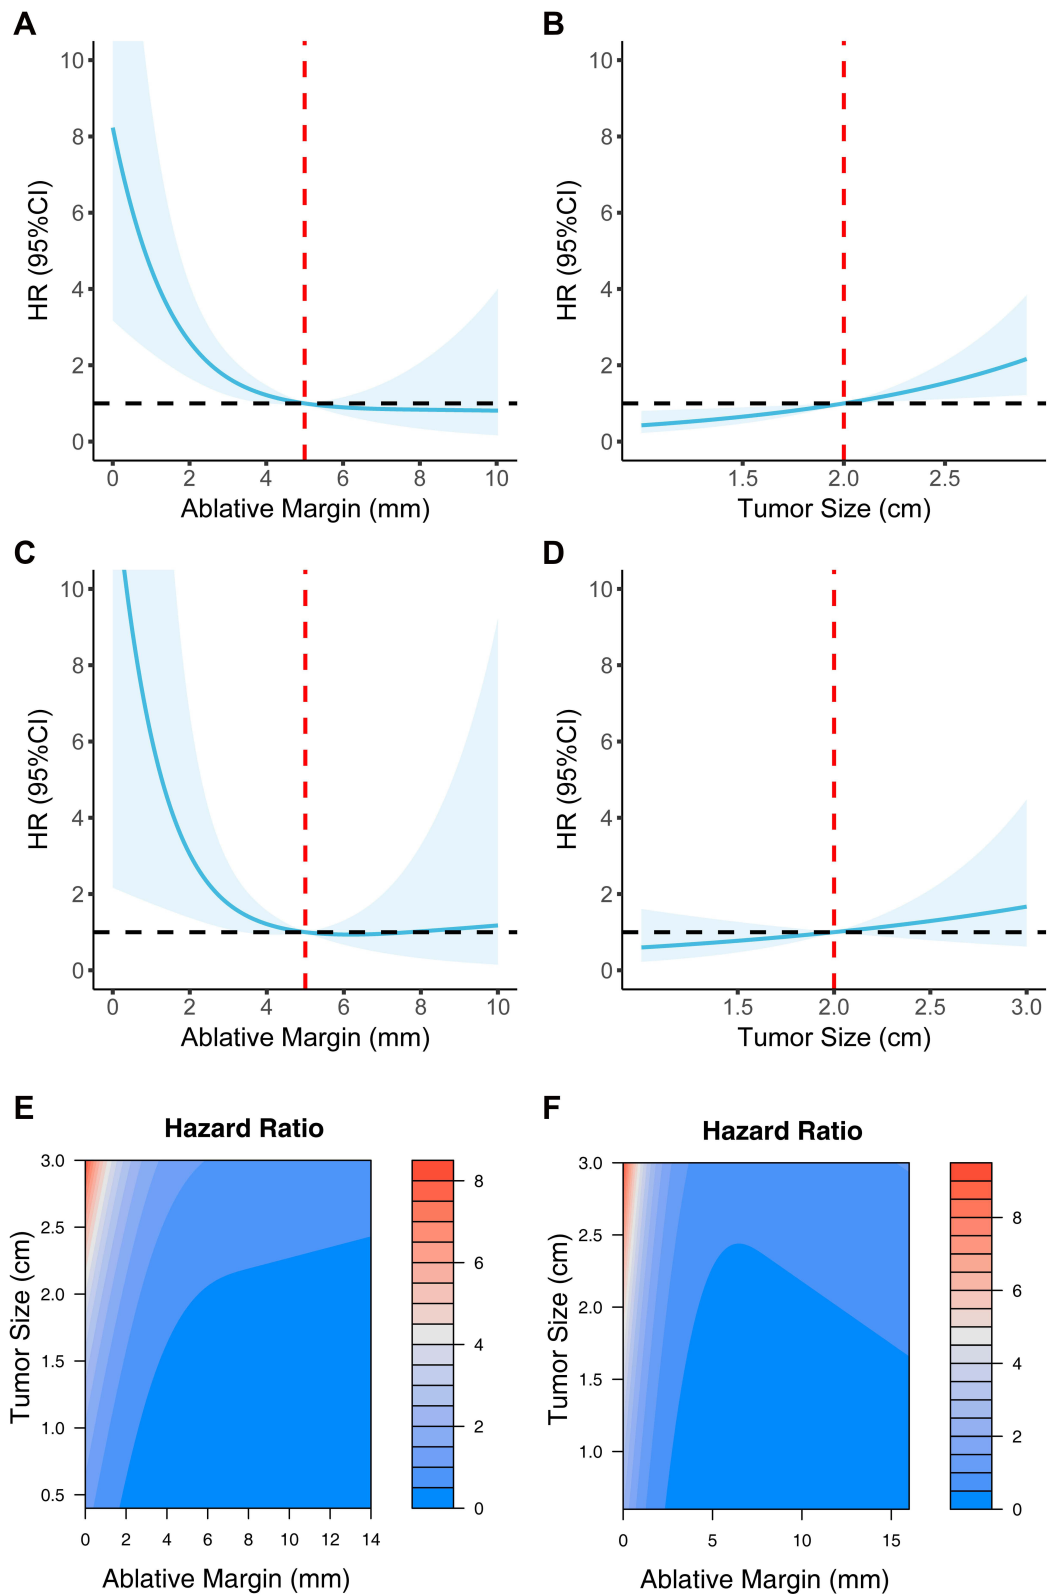 A
HR (95%CI)
10
8
6
4
2
0
0 2 4 6 8 10
Ablative Margin (mm)
B
HR (95%CI)
10
8
6
4
2
0
1.5 2.0 2.5
Tumor Size (cm)
C
HR (95%CI)
10
8
6
4
2
0
0 2 4 6 8 10
Ablative Margin (mm)
D
HR (95%CI)
10
8
6
4
2
0
1.5 2.0 2.5 3.0
Tumor Size (cm)
E
Hazard Ratio
Tumor Size (cm)
3.0
2.5
2.0
1.5
1.0
0.5
0 2 4 6 8 10 12 14
Ablative Margin (mm)
8
6
4
2
0
F
Hazard Ratio
Tumor Size (cm)
3.0
2.5
2.0
1.5
1.0
0 5 10 15
Ablative Margin (mm)
8
6
4
2
0